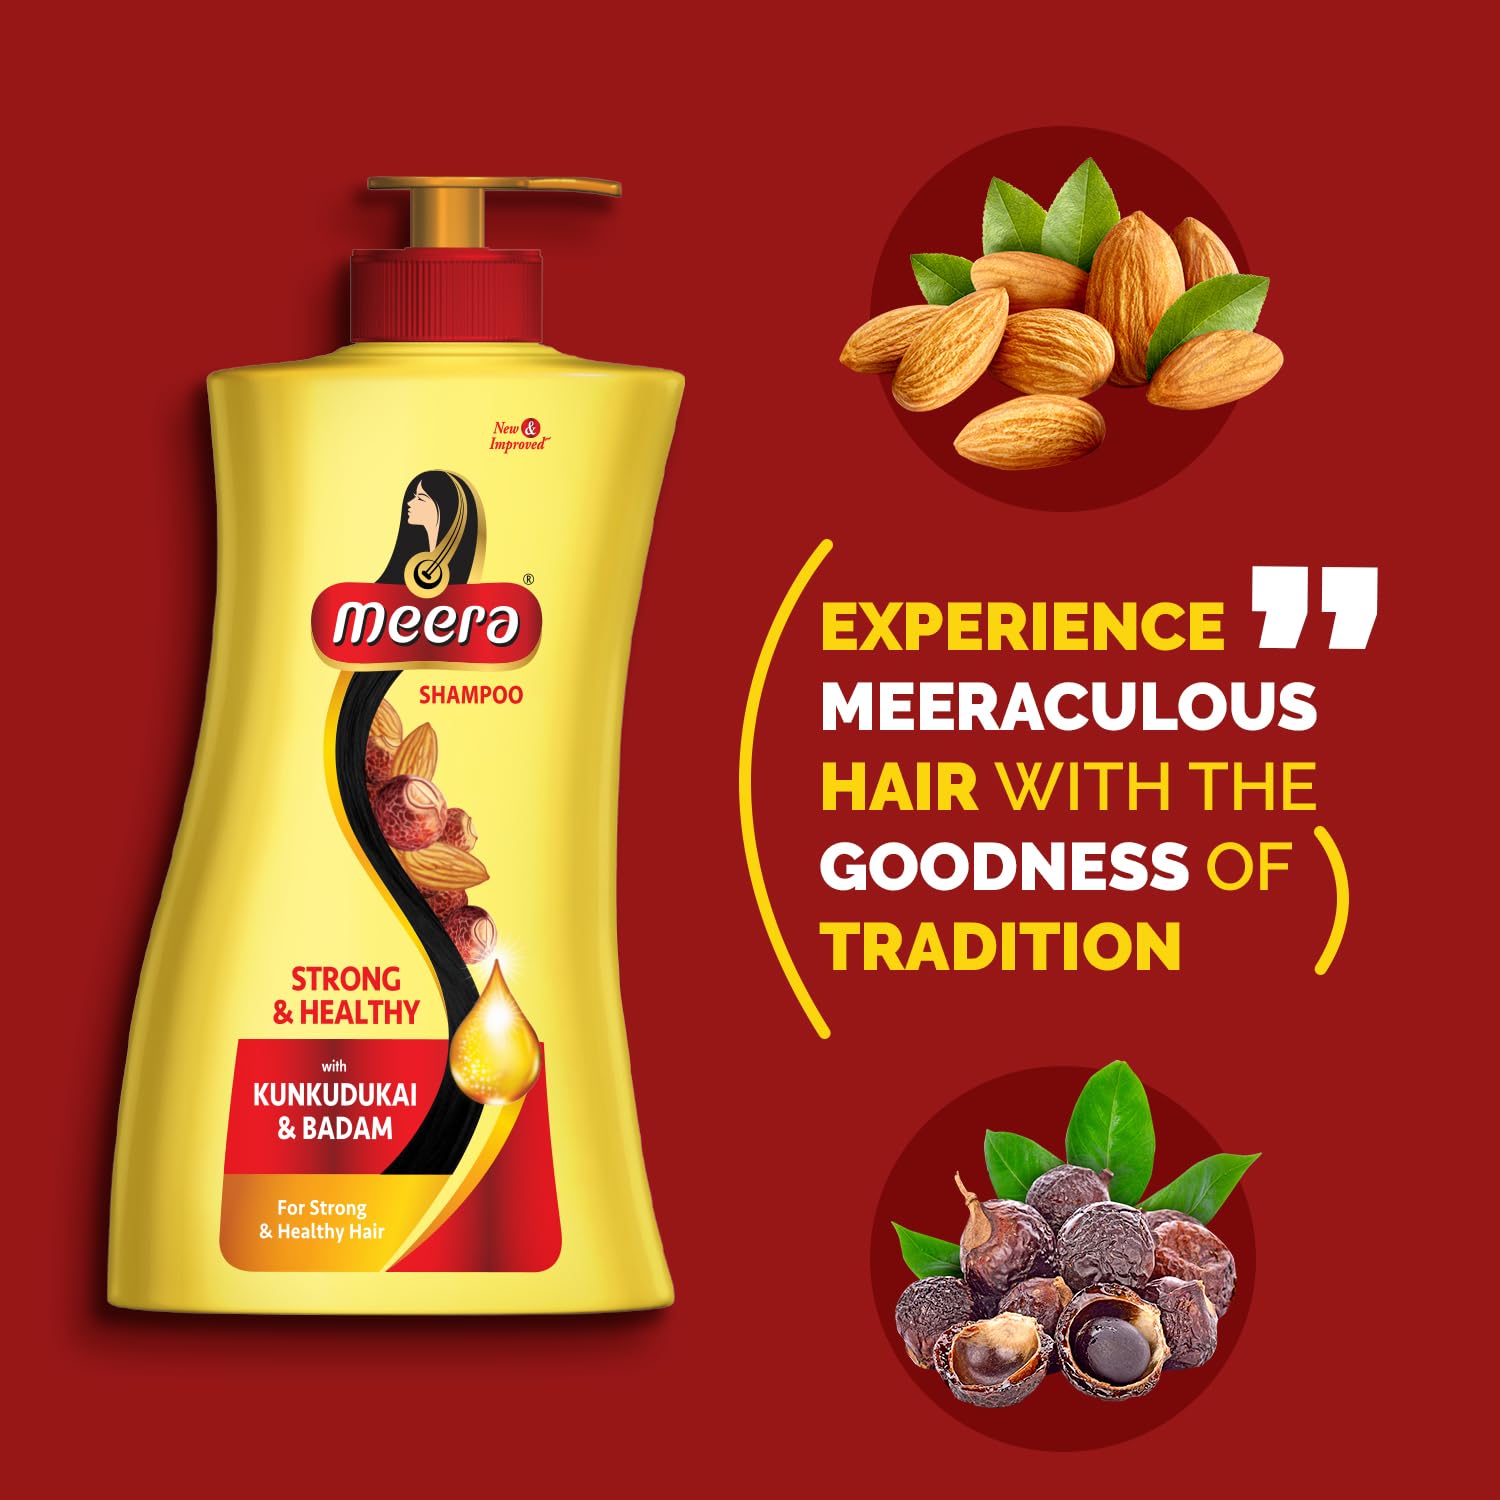 New &
Improved
meera
®
SHAMPOO
STRONG
& HEALTHY
with
KUNKUDUKAI
& BADAM
For Strong
& Healthy Hair
EXPERIENCE ”
MEERACULOUS
HAIR WITH THE
GOODNESS OF
TRADITION